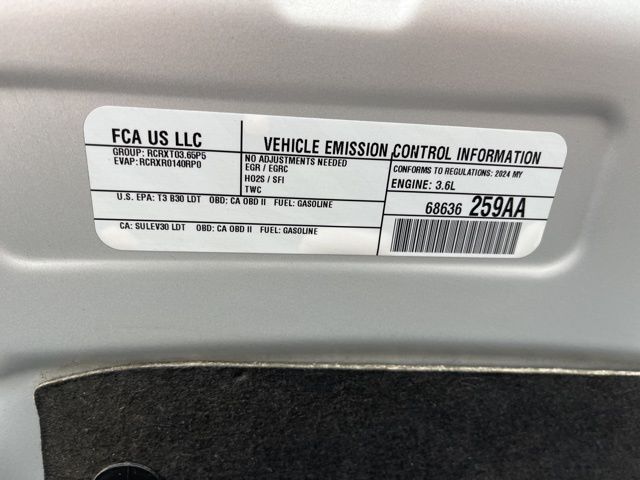 FCA US LLC
GROUP: RCRXT03.65P5
EVAP: RCRXR0140RP0
VEHICLE EMISSION CONTROL INFORMATION
NO ADJUSTMENTS NEEDED
EGR / EGRC
HO2S / SFI
TWC
CONFORMS TO REGULATIONS: 2024 MY
ENGINE: 3.6L
U.S. EPA: T3 B30 LDT OBD: CA OBD II FUEL: GASOLINE
68636 259AA
CA: SULEV30 LDT OBD: CA OBD II FUEL: GASOLINE